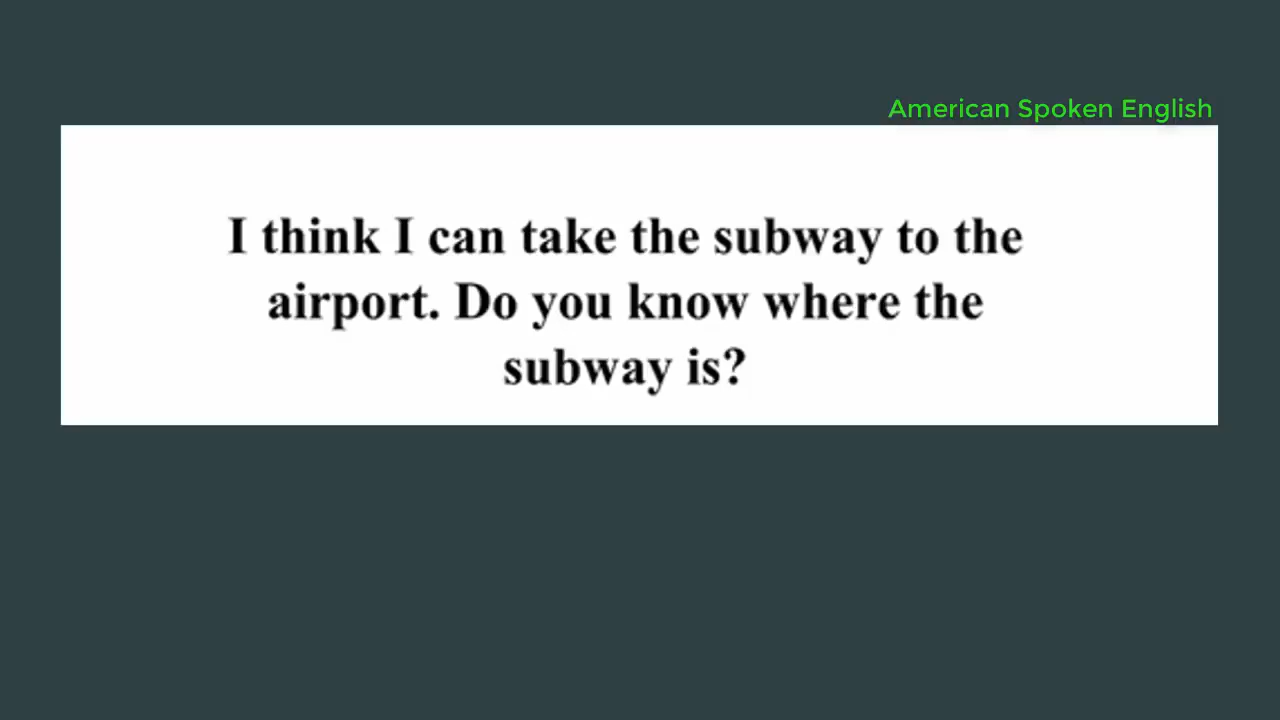 American Spoken English
I think I can take the subway to the
airport. Do you know where the
subway is?